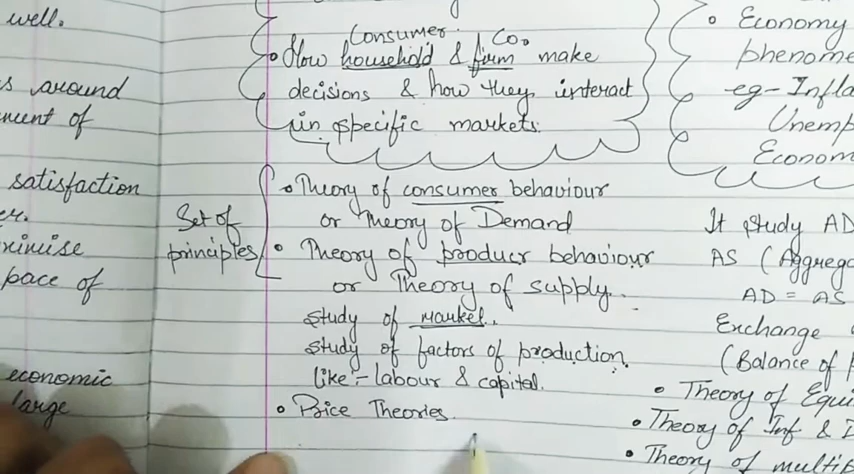 well.
s around
ment of
satisfaction
er.
ximise
pace of
economic
large
Consumer. Co.
• How household & firm make
decisions & how they interact
in specific markets.
Set of
principles
• Theory of consumer behaviour
or Theory of Demand
• Theory of producer behaviour
or Theory of supply.
study of market.
study of factors of production
like :- labour & capital.
• Price Theories.
• Economy
phenome
eg- Infla
Unemp
Econom
It study AD
AS (Aggrega
AD = AS
Exchange
(Balance of P
• Theory of Equi
• Theory of Inf & D
• Theory of multip